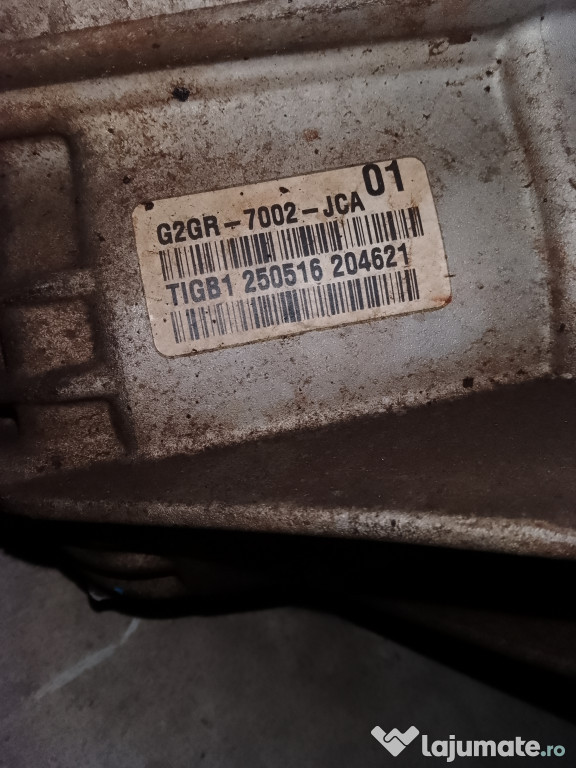 G2GR-7002-JCA 01
TIGB1 250516 204621
lajumate.ro